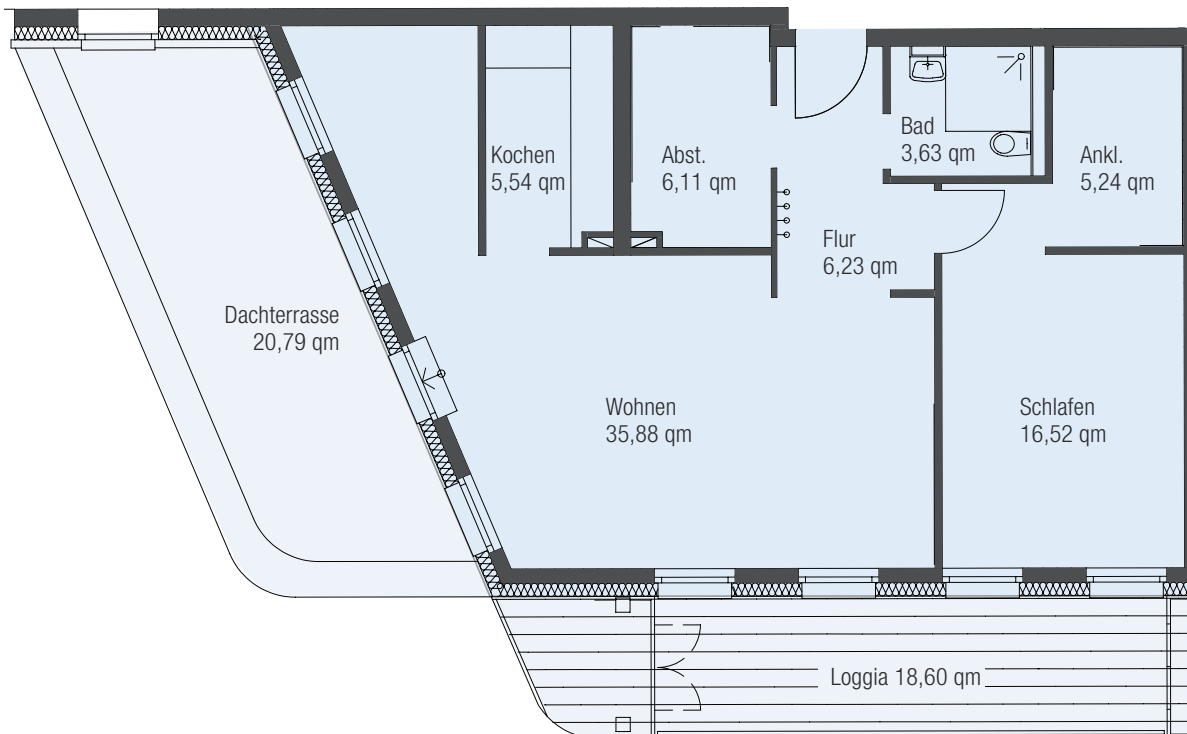 Kochen
5,54 qm
Abst.
6,11 qm
Bad
3,63 qm
Ankl.
5,24 qm
Flur
6,23 qm
Dachterrasse
20,79 qm
Wohnen
35,88 qm
Schlafen
16,52 qm
Loggia 18,60 qm